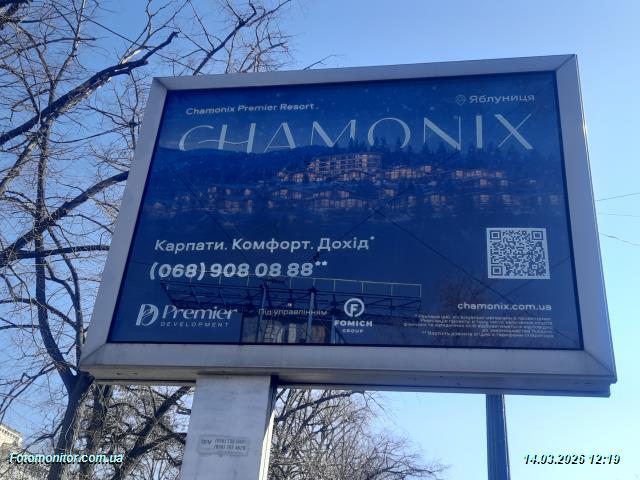 Chamonix Premier Resort.
Яблуниця
CHAMONIX
Карпати. Комфорт. Дохід*
(068) 908 08 88**
Premier
DEVELOPMENT
Під управлінням
FOMICH
GROUP
chamonix.com.ua
Fotomonitor.com.ua
14.03.2026 12:19